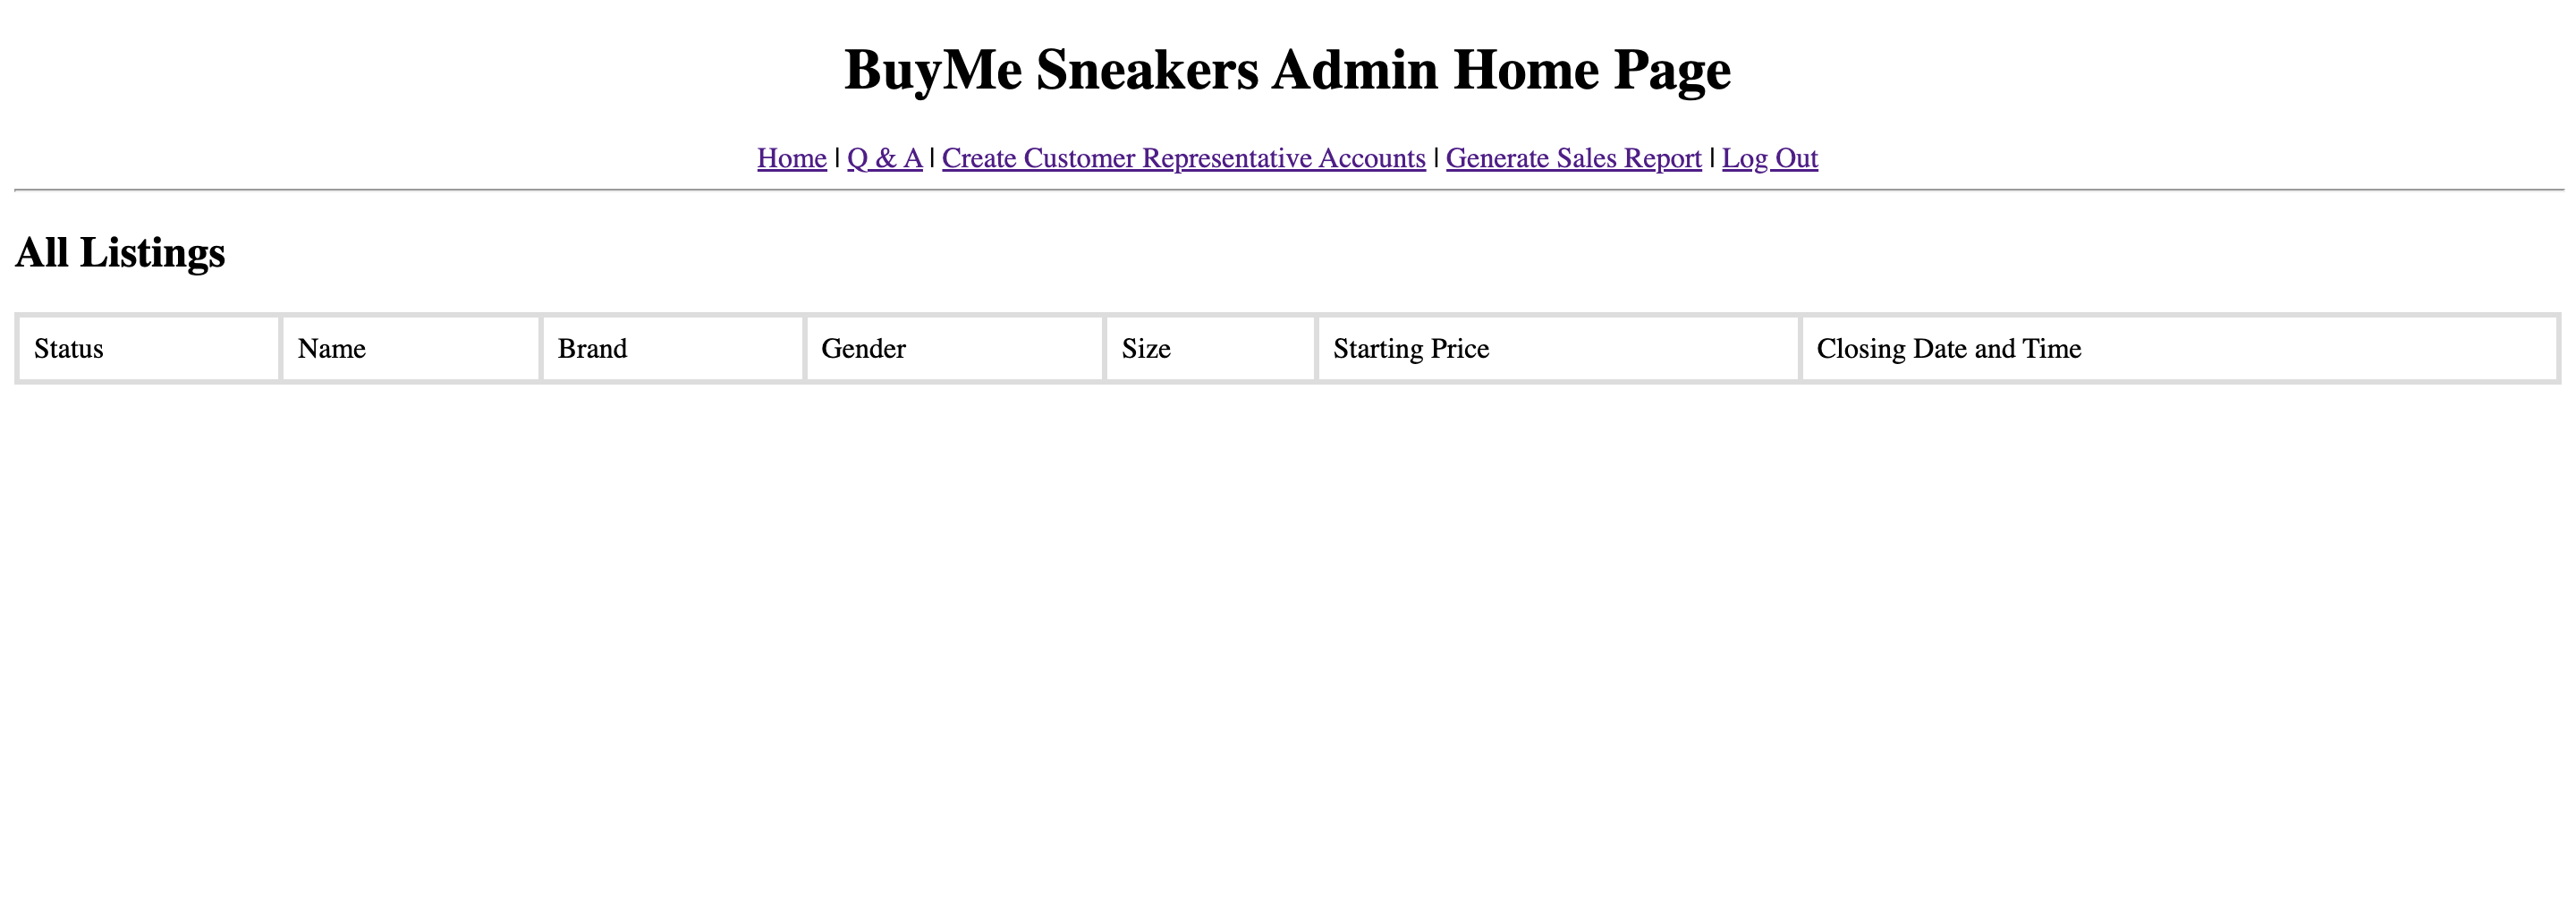 BuyMe Sneakers Admin Home Page
Home | Q & A | Create Customer Representative Accounts | Generate Sales Report | Log Out
All Listings
Status Name Brand Gender Size Starting Price Closing Date and Time